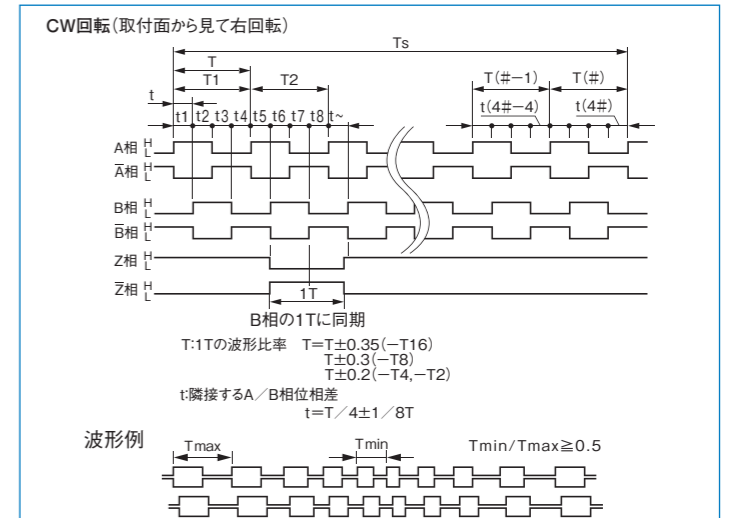 CW回転(取付面から見て右回転)
Ts
T
T1 T2 T(#−1) T(#)
t
t1 t2 t3 t4 t5 t6 t7 t8 t~ t(4#−4) t(4#)
A相 H L
A̅相 H L
B相 H L
B̅相 H L
Z相 H L
Z̅相 H L
1T
B相の1Tに同期
T:1Tの波形比率 T=T±0.35(−T16)
T±0.3(−T8)
T±0.2(−T4,−T2)
t:隣接するA/B相位相差
t=T/4±1/8T
波形例 Tmax Tmin Tmin/Tmax≧0.5